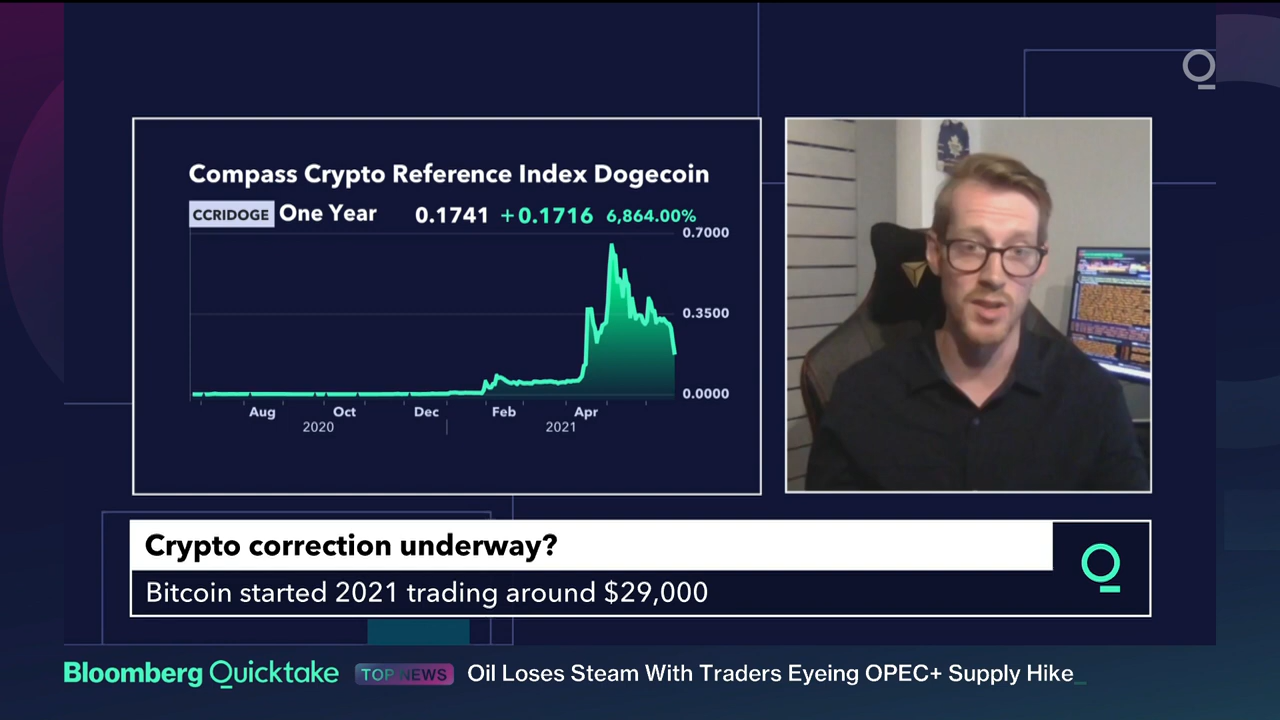 Compass Crypto Reference Index Dogecoin
CCRIDOGE One Year 0.1741 +0.1716 6,864.00%
0.7000
0.3500
0.0000
Aug Oct Dec Feb Apr
2020 2021
Crypto correction underway?
Bitcoin started 2021 trading around $29,000
Bloomberg Quicktake TOP NEWS Oil Loses Steam With Traders Eyeing OPEC+ Supply Hike_